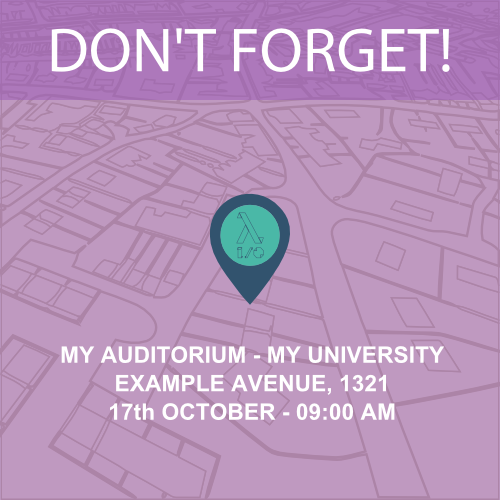 DON'T FORGET!
λ
I/O
MY AUDITORIUM - MY UNIVERSITY
EXAMPLE AVENUE, 1321
17th OCTOBER - 09:00 AM